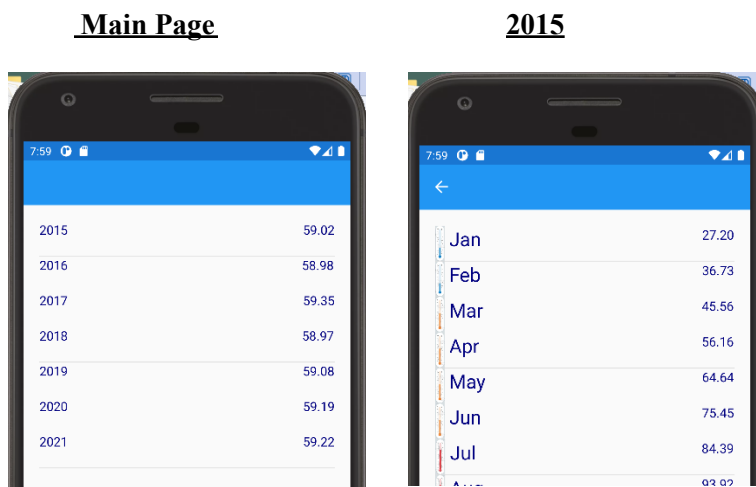 Main Page
2015
7:59
2015 59.02
2016 58.98
2017 59.35
2018 58.97
2019 59.08
2020 59.19
2021 59.22
7:59
Jan 27.20
Feb 36.73
Mar 45.56
Apr 56.16
May 64.64
Jun 75.45
Jul 84.39
Aug 93.92